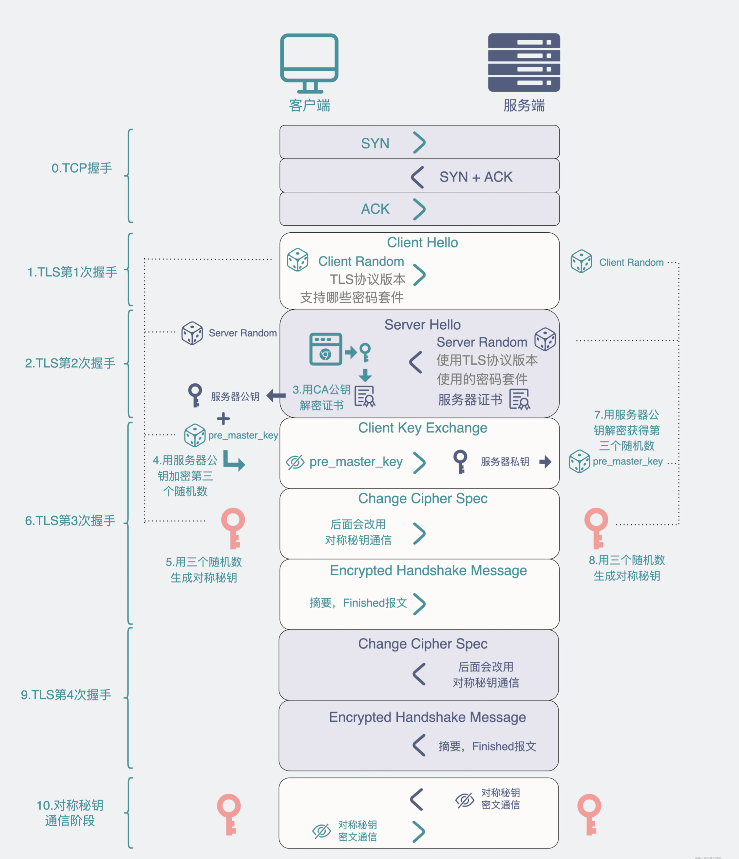 客户端
服务端
0.TCP握手
SYN
SYN + ACK
ACK
1.TLS第1次握手
Client Hello
Client Random
TLS协议版本
支持哪些密码套件
Client Random
2.TLS第2次握手
Server Random
Server Hello
Server Random
使用TLS协议版本
使用的密码套件
服务器证书
3.用CA公钥
解密证书
服务器公钥
+
pre_master_key
4.用服务器公
钥加密第三
个随机数
6.TLS第3次握手
Client Key Exchange
pre_master_key
服务器私钥
7.用服务器公
钥解密获得第
三个随机数
pre_master_key
Change Cipher Spec
后面会改用
对称秘钥通信
5.用三个随机数
生成对称秘钥
8.用三个随机数
生成对称秘钥
Encrypted Handshake Message
摘要，Finished报文
9.TLS第4次握手
Change Cipher Spec
后面会改用
对称秘钥通信
Encrypted Handshake Message
摘要，Finished报文
10.对称秘钥
通信阶段
对称秘钥
密文通信
对称秘钥
密文通信